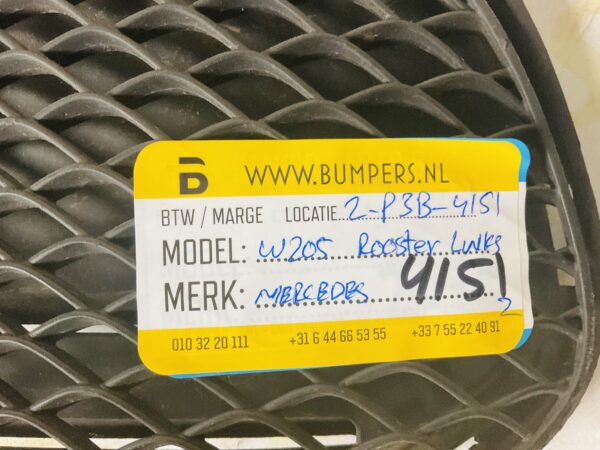 WWW.BUMPERS.NL
BTW / MARGE LOCATIE 2-P3B-4151
MODEL: W205 Rooster Links
MERK: MERCEDES 4151
2
010 32 20 111 +31 6 44 66 53 55 +33 7 55 22 40 91